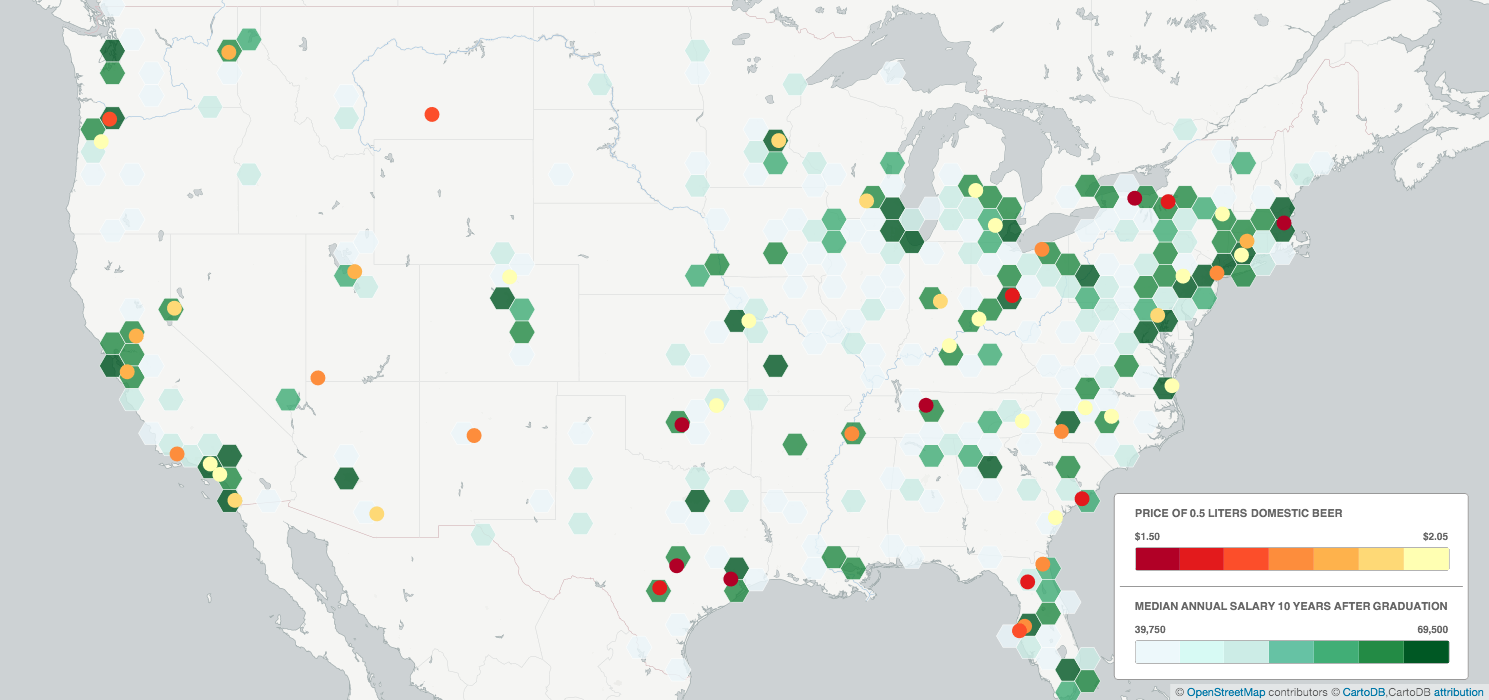 PRICE OF 0.5 LITERS DOMESTIC BEER
$1.50 $2.05
MEDIAN ANNUAL SALARY 10 YEARS AFTER GRADUATION
39,750 69,500
© OpenStreetMap contributors © CartoDB,CartoDB attribution